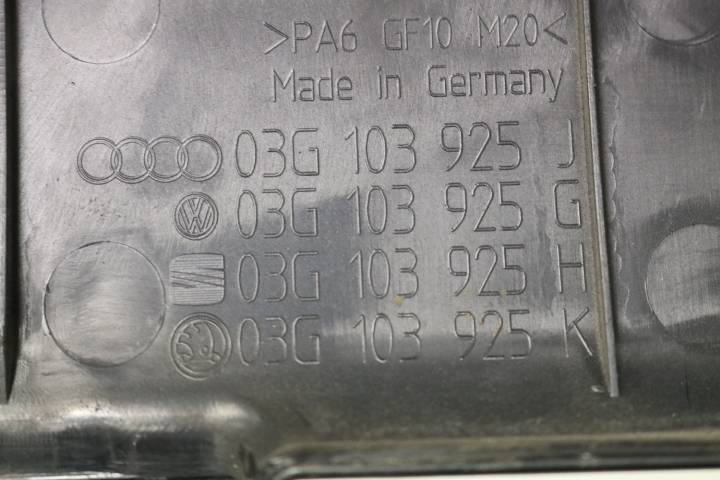 >PA6 GF10 M20<
Made in Germany
03G 103 925 J
03G 103 925 G
03G 103 925 H
03G 103 925 K